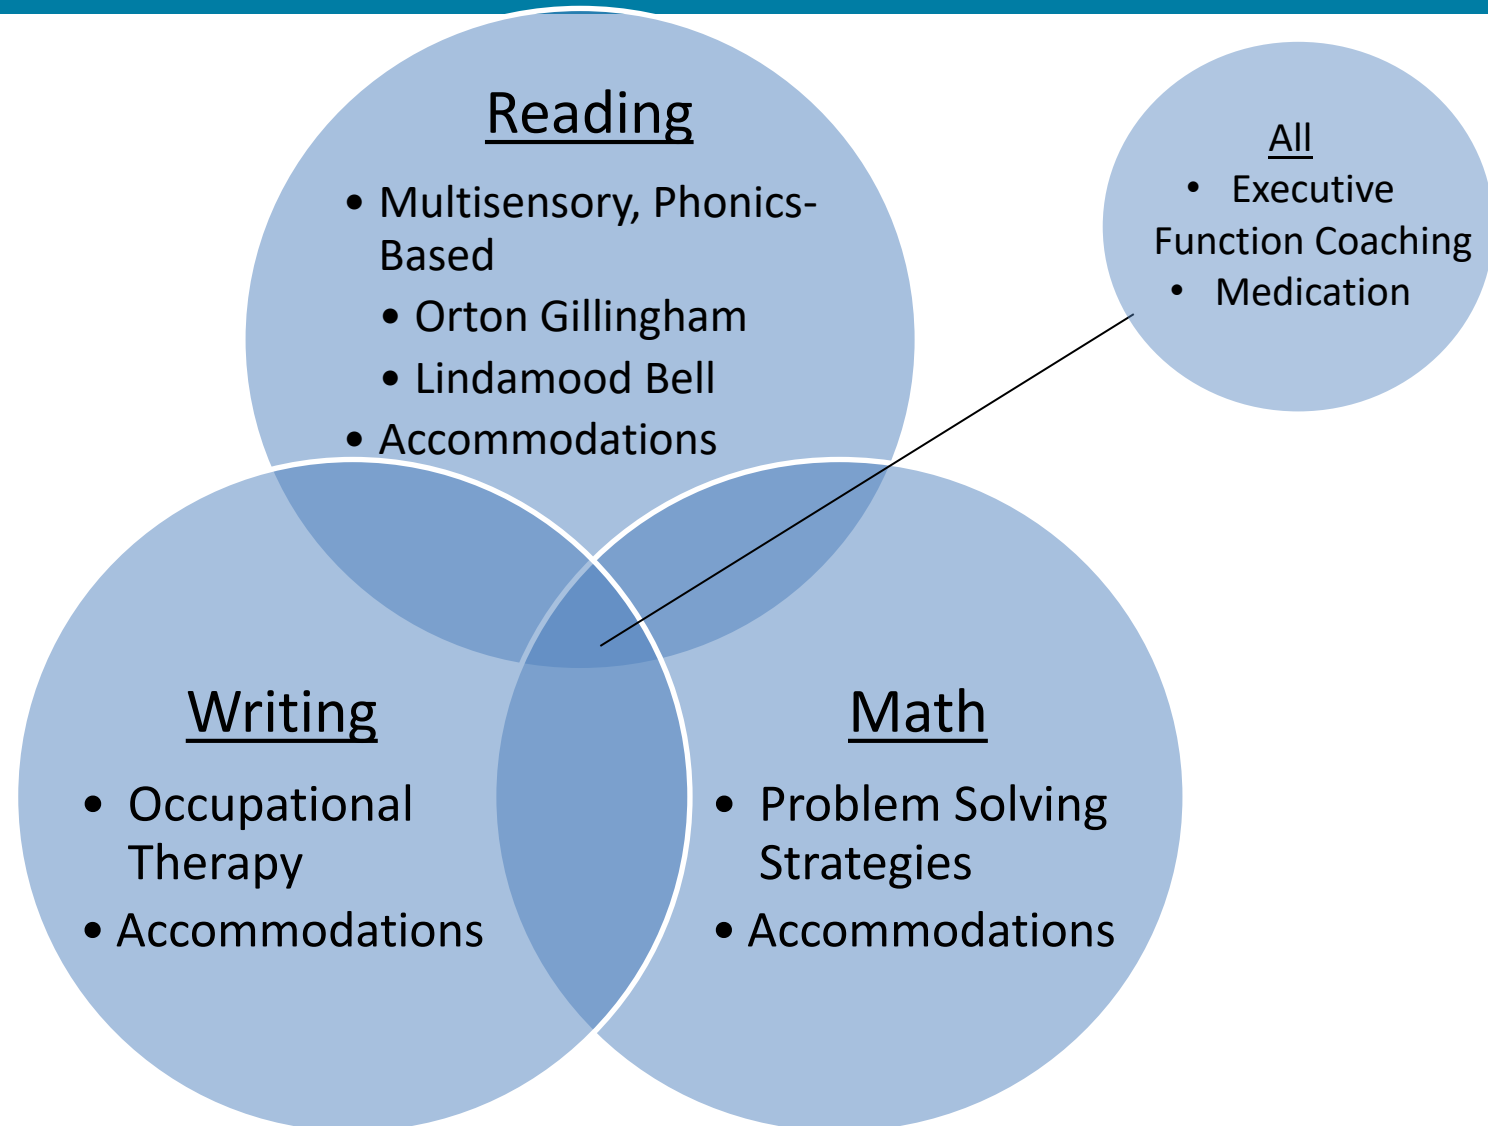 Reading
• Multisensory, Phonics-
Based
• Orton Gillingham
• Lindamood Bell
• Accommodations
All
• Executive
Function Coaching
• Medication
Writing
• Occupational
Therapy
• Accommodations
Math
• Problem Solving
Strategies
• Accommodations